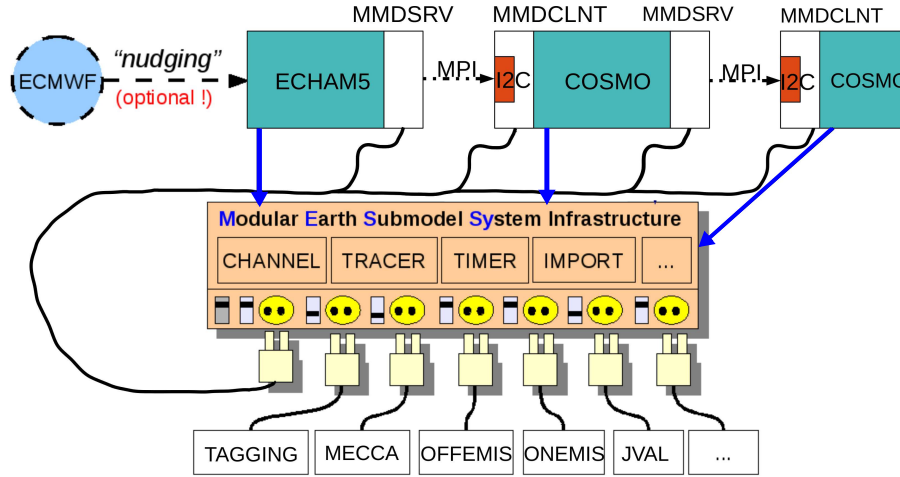 MMDSRV MMDCLNT MMDSRV MMDCLNT
ECMWF "nudging" (optional !) ECHAM5 MPI I2C COSMO MPI I2C COSMO
Modular Earth Submodel System Infrastructure
CHANNEL TRACER TIMER IMPORT ...
TAGGING MECCA OFFEMIS ONEMIS JVAL ...